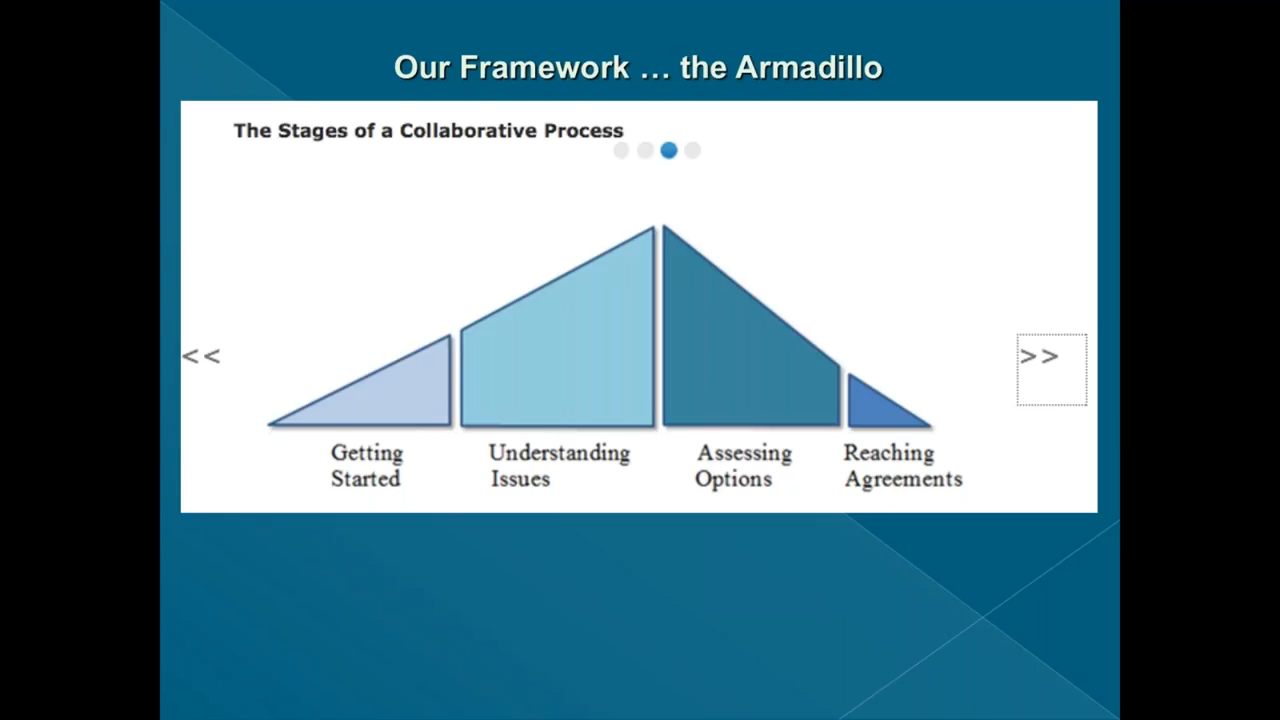 Our Framework … the Armadillo
The Stages of a Collaborative Process
<<
>>
Getting
Started
Understanding
Issues
Assessing
Options
Reaching
Agreements